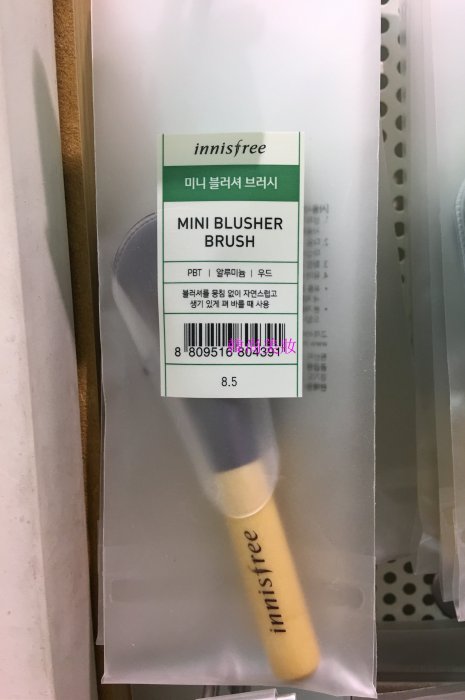 innisfree
미니 블러셔 브러시
MINI BLUSHER
BRUSH
PBT | 알루미늄 | 우드
블러셔를 뭉침 없이 자연스럽고
생기 있게 펴 바를 때 사용
8 809516 804391
8.5
innisfree